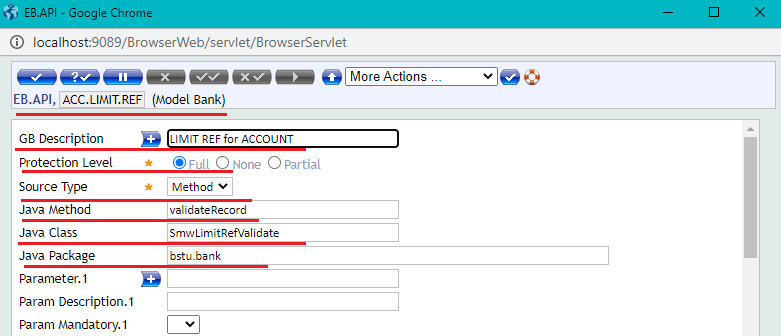 EB.API - Google Chrome
localhost:9089/BrowserWeb/servlet/BrowserServlet
More Actions ...
EB.API, ACC.LIMIT.REF (Model Bank)
GB Description LIMIT REF for ACCOUNT
Protection Level * Full None Partial
Source Type * Method
Java Method validateRecord
Java Class SmwLimitRefValidate
Java Package bstu.bank
Parameter.1
Param Description.1
Param Mandatory.1